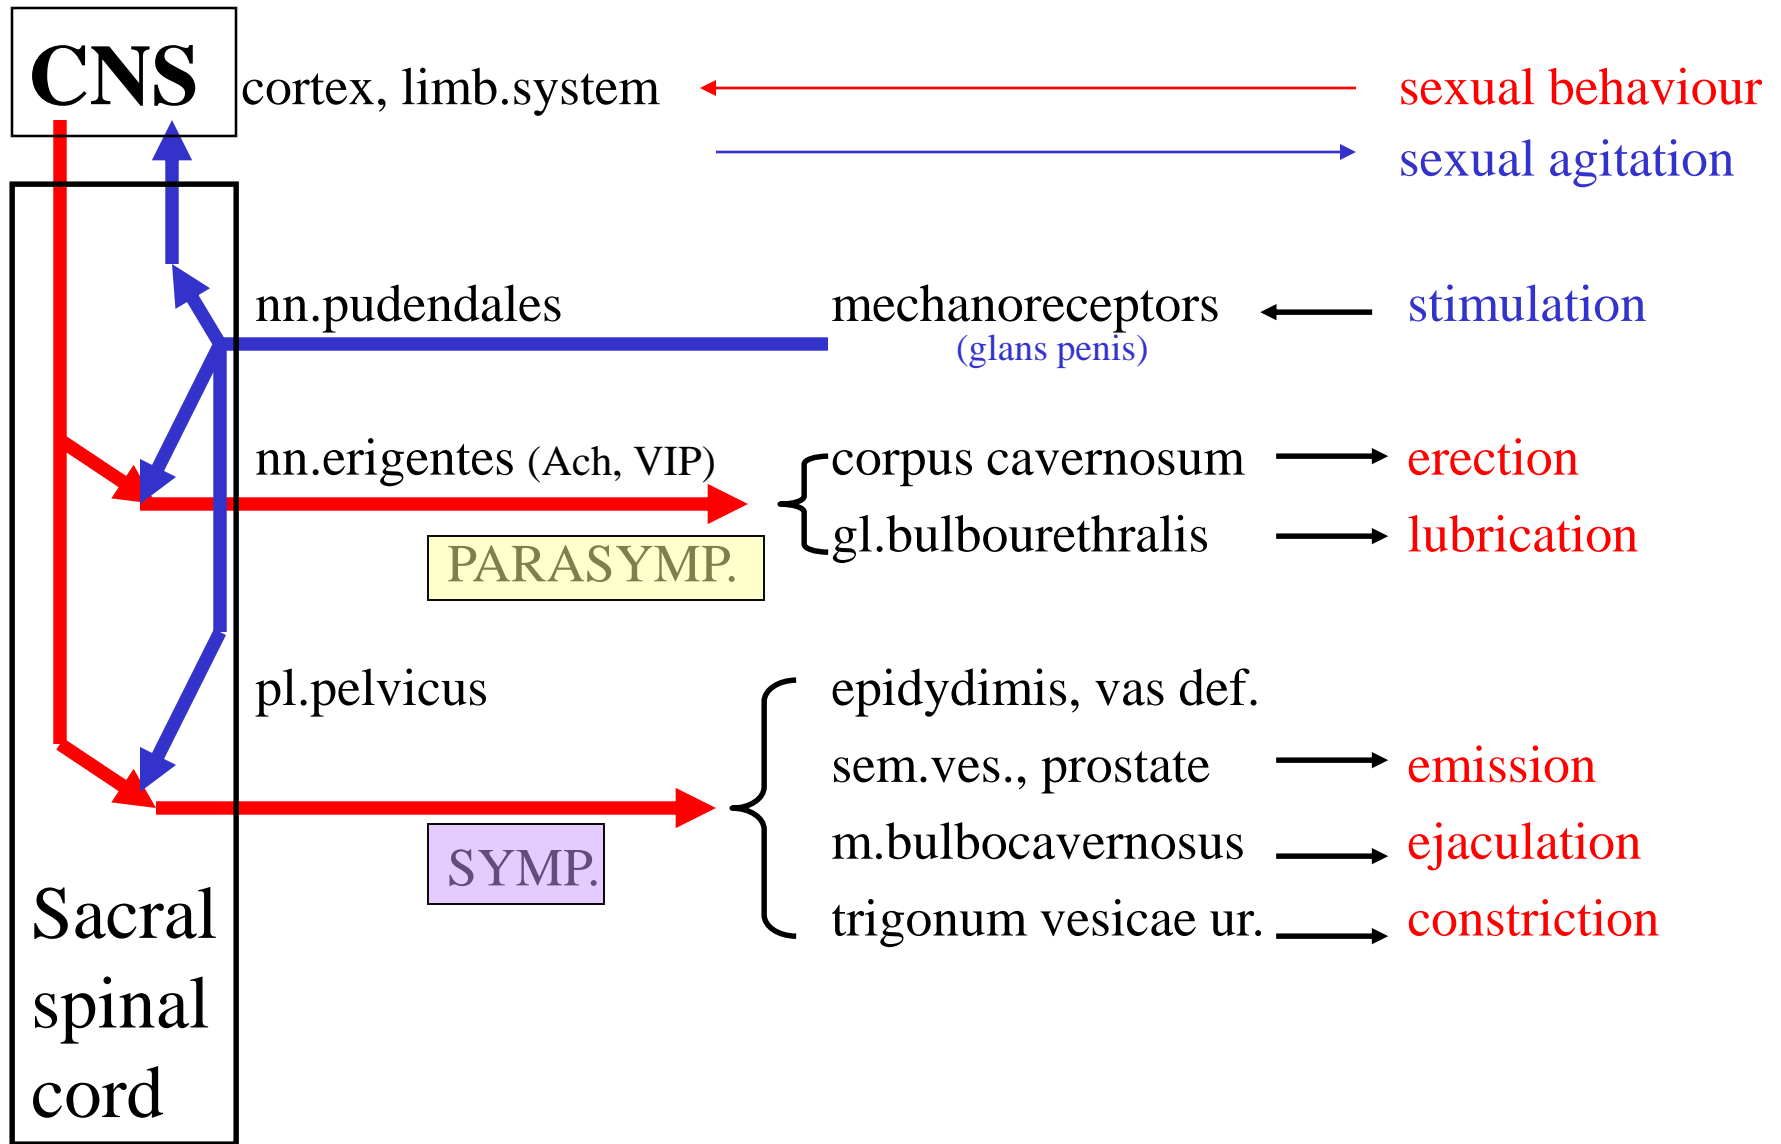 CNS
cortex, limb.system
sexual behaviour
sexual agitation
nn.pudendales
mechanoreceptors
stimulation
(glans penis)
nn.erigentes (Ach, VIP)
corpus cavernosum
erection
gl.bulbourethralis
lubrication
PARASYMP.
pl.pelvicus
epidydimis, vas def.
sem.ves., prostate
emission
m.bulbocavernosus
ejaculation
SYMP.
trigonum vesicae ur.
constriction
Sacral
spinal
cord